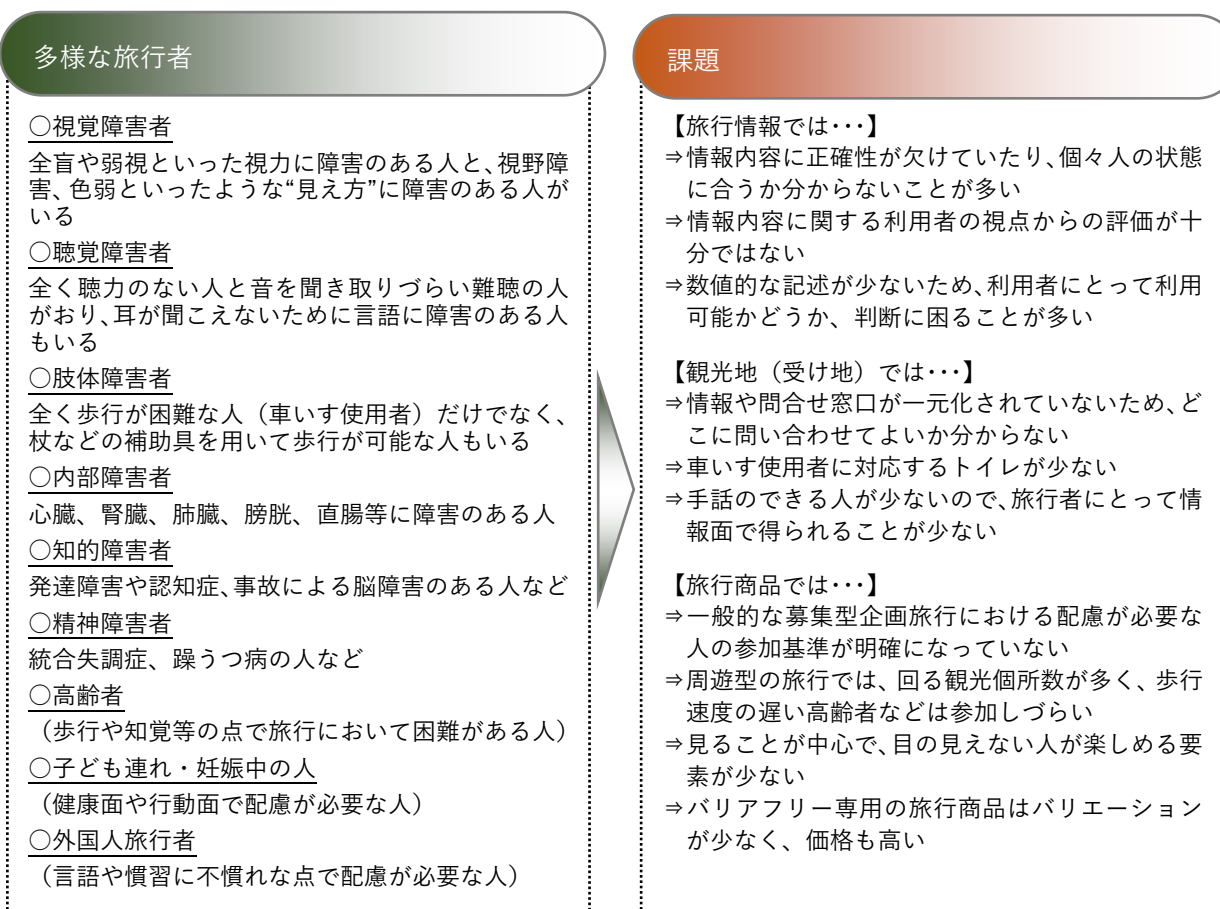 多様な旅行者
○視覚障害者
全盲や弱視といった視力に障害のある人と、視野障
害、色弱といったような“見え方”に障害のある人が
いる
○聴覚障害者
全く聴力のない人と音を聞き取りづらい難聴の人
がおり、耳が聞こえないために言語に障害のある人
もいる
○肢体障害者
全く歩行が困難な人（車いす使用者）だけでなく、
杖などの補助具を用いて歩行が可能な人もいる
○内部障害者
心臓、腎臓、肺臓、膀胱、直腸等に障害のある人
○知的障害者
発達障害や認知症、事故による脳障害のある人など
○精神障害者
統合失調症、躁うつ病の人など
○高齢者
（歩行や知覚等の点で旅行において困難がある人）
○子ども連れ・妊娠中の人
（健康面や行動面で配慮が必要な人）
○外国人旅行者
（言語や慣習に不慣れな点で配慮が必要な人）
課題
【旅行情報では･･･】
⇒情報内容に正確性が欠けていたり、個々人の状態
に合うか分からないことが多い
⇒情報内容に関する利用者の視点からの評価が十
分ではない
⇒数値的な記述が少ないため、利用者にとって利用
可能かどうか、判断に困ることが多い
【観光地（受け地）では･･･】
⇒情報や問合せ窓口が一元化されていないため、ど
こに問い合わせてよいか分からない
⇒車いす使用者に対応するトイレが少ない
⇒手話のできる人が少ないので、旅行者にとって情
報面で得られることが少ない
【旅行商品では･･･】
⇒一般的な募集型企画旅行における配慮が必要な
人の参加基準が明確になっていない
⇒周遊型の旅行では、回る観光個所数が多く、歩行
速度の遅い高齢者などは参加しづらい
⇒見ることが中心で、目の見えない人が楽しめる要
素が少ない
⇒バリアフリー専用の旅行商品はバリエーション
が少なく、価格も高い